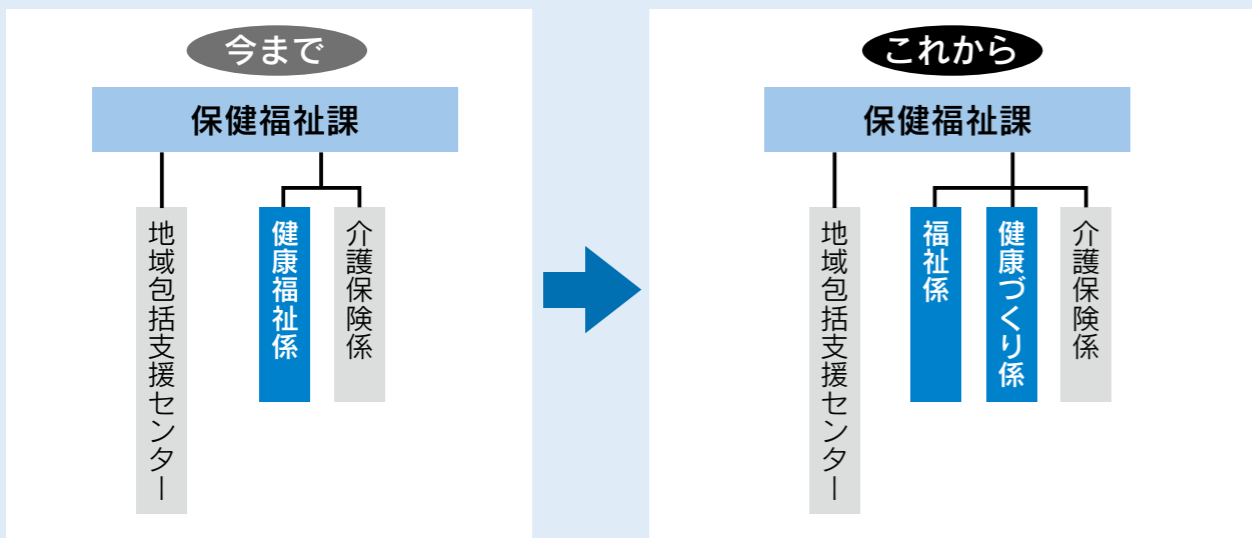 今まで
保健福祉課
地域包括支援センター
健康福祉係
介護保険係
これから
保健福祉課
地域包括支援センター
福祉係
健康づくり係
介護保険係